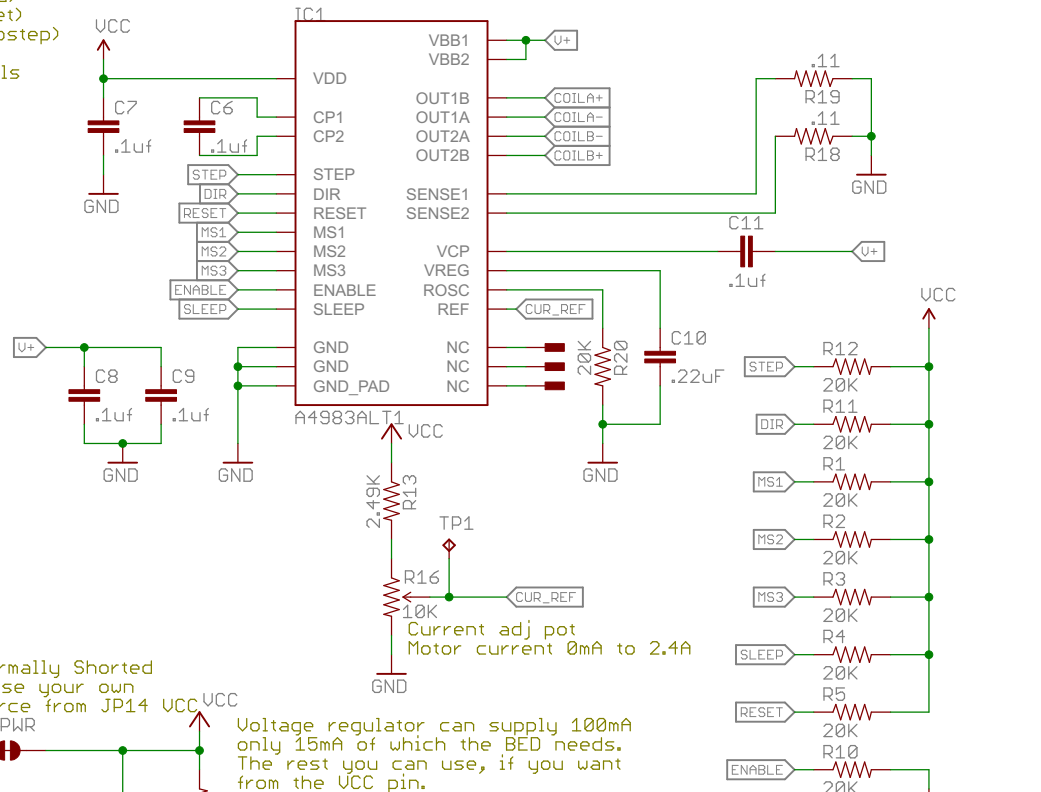 et)
ostep)
ls
VCC
IC1
VBB1
V+
VBB2
VDD
C7
.1uf
C6
.1uf
CP1
CP2
OUT1B
COILA+
OUT1A
COILA-
OUT2A
COILB-
OUT2B
COILB+
.11
R19
.11
R18
GND
GND
STEP
STEP
DIR
DIR
RESET
RESET
MS1
MS1
MS2
MS2
MS3
MS3
ENABLE
ENABLE
SLEEP
SLEEP
SENSE1
SENSE2
VCP
VREG
ROSC
REF
CUR_REF
C11
.1uf
V+
GND
GND
GND_PAD
NC
NC
NC
20K
R20
C10
.22uF
GND
V+
C8
.1uf
C9
.1uf
GND
GND
A4983ALT1
VCC
2.49K
R13
TP1
R16
10K
CUR_REF
Current adj pot
Motor current 0mA to 2.4A
GND
VCC
STEP
R12
20K
DIR
R11
20K
MS1
R1
20K
MS2
R2
20K
MS3
R3
20K
SLEEP
R4
20K
RESET
R5
20K
ENABLE
R10
20K
rmally Shorted
se your own
rce from JP14 VCC
PWR
VCC
Voltage regulator can supply 100mA
only 15mA of which the BED needs.
The rest you can use, if you want
from the VCC pin.